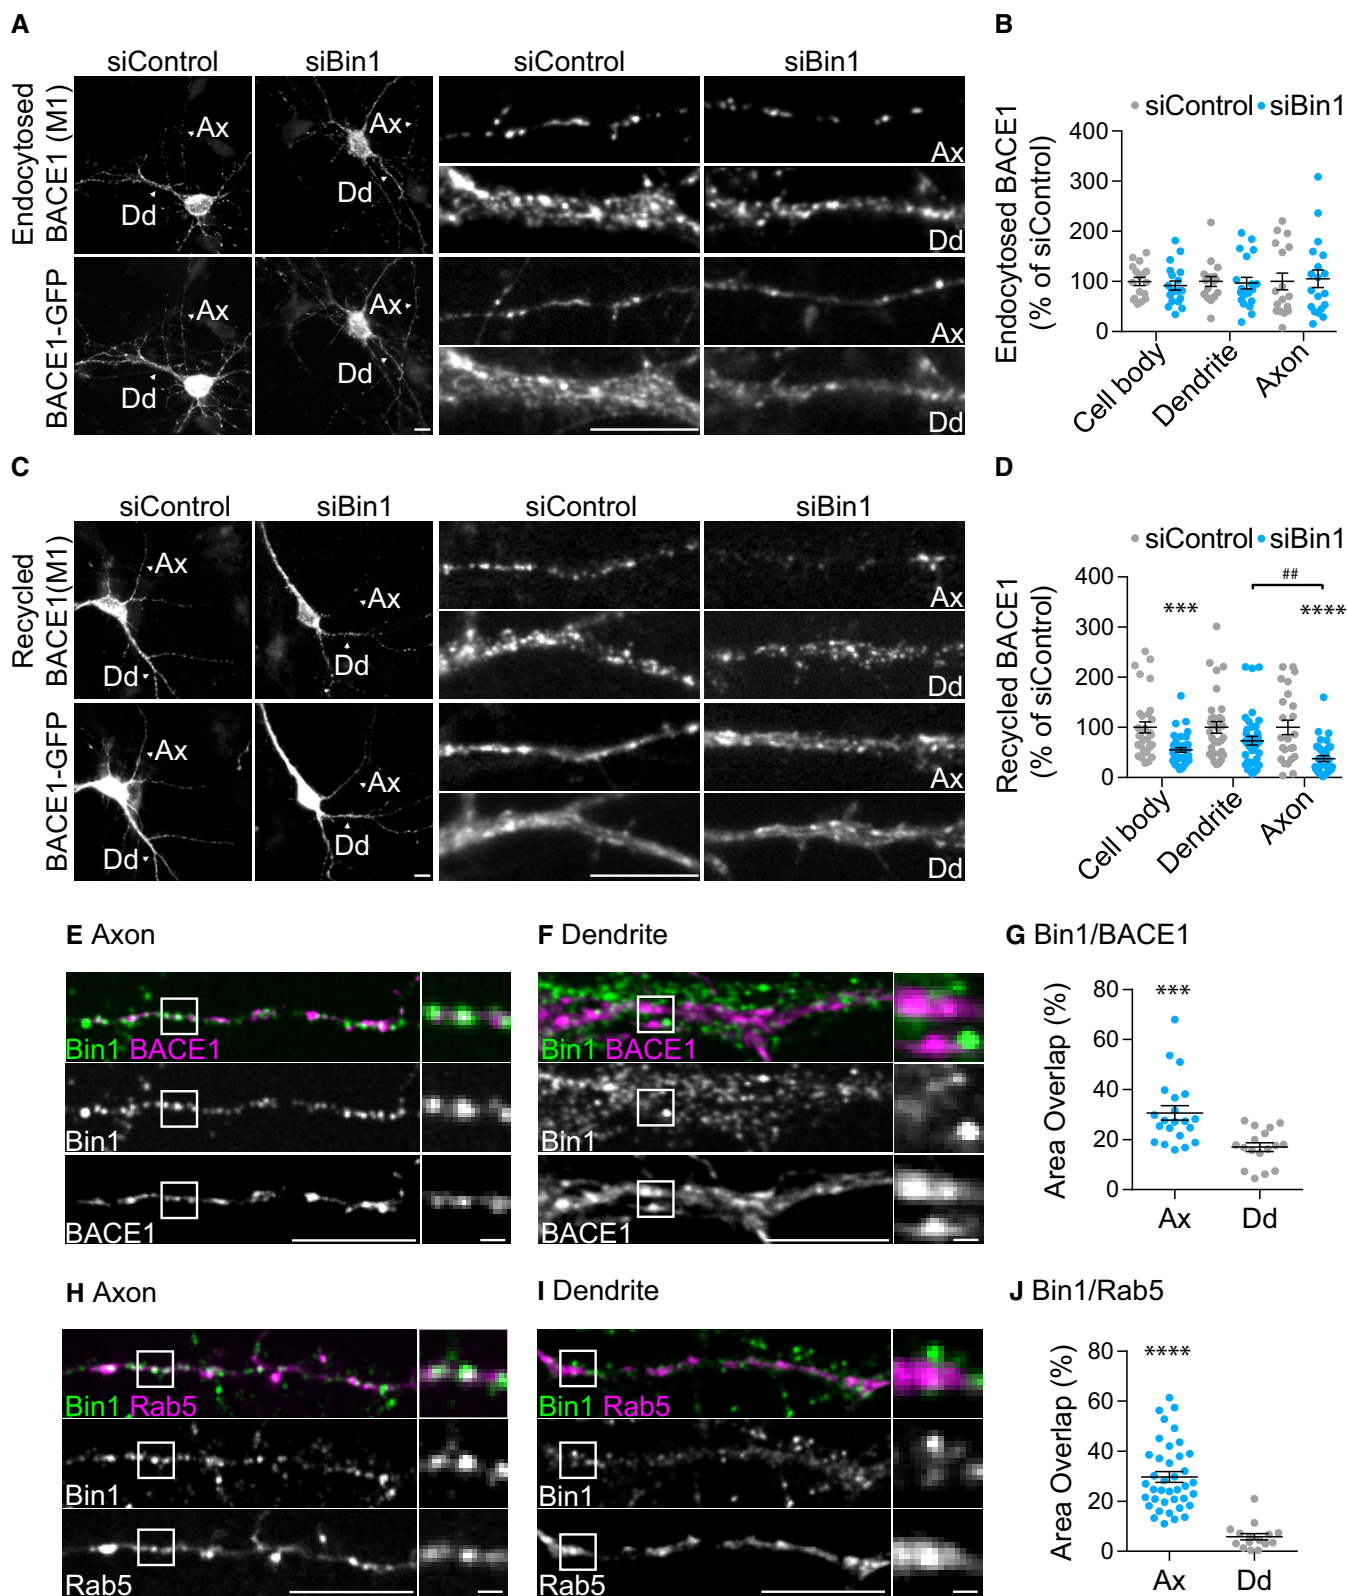 A
siControl
siBin1
siControl
siBin1
Endocytosed
BACE1 (M1)
Ax
Dd
Ax
Dd
Ax
Dd
BACE1-GFP
Ax
Dd
Ax
Dd
Ax
Dd
B
siControl siBin1
Endocytosed BACE1
(% of siControl)
400
300
200
100
0
Cell body
Dendrite
Axon
C
siControl
siBin1
siControl
siBin1
Recycled
BACE1(M1)
Ax
Dd
Ax
Dd
Ax
Dd
BACE1-GFP
Ax
Dd
Ax
Dd
Ax
Dd
D
siControl siBin1
Recycled BACE1
(% of siControl)
400
300
200
100
0
***
##
****
Cell body
Dendrite
Axon
E Axon
Bin1 BACE1
Bin1
BACE1
F Dendrite
Bin1 BACE1
Bin1
BACE1
G Bin1/BACE1
Area Overlap (%)
80
60
40
20
0
***
Ax
Dd
H Axon
Bin1 Rab5
Bin1
Rab5
I Dendrite
Bin1 Rab5
Bin1
Rab5
J Bin1/Rab5
Area Overlap (%)
80
60
40
20
0
****
Ax
Dd